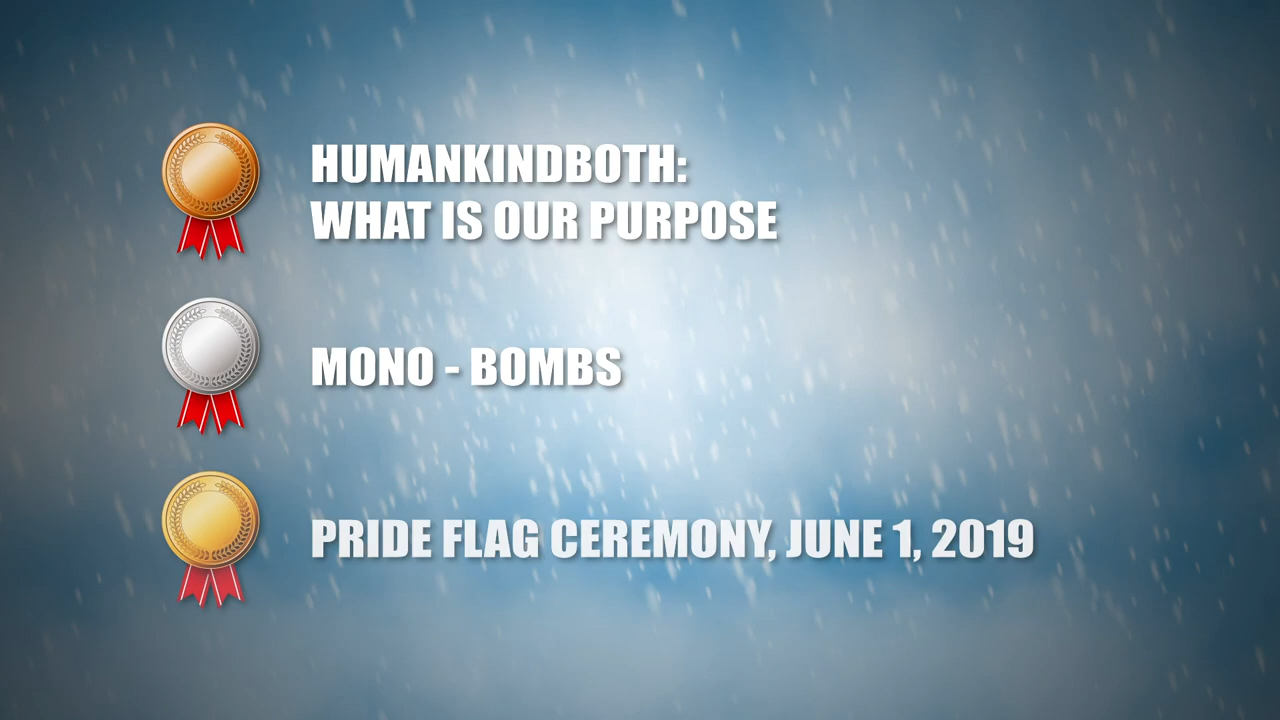 HUMANKINDBOTH:
WHAT IS OUR PURPOSE
MONO - BOMBS
PRIDE FLAG CEREMONY, JUNE 1, 2019